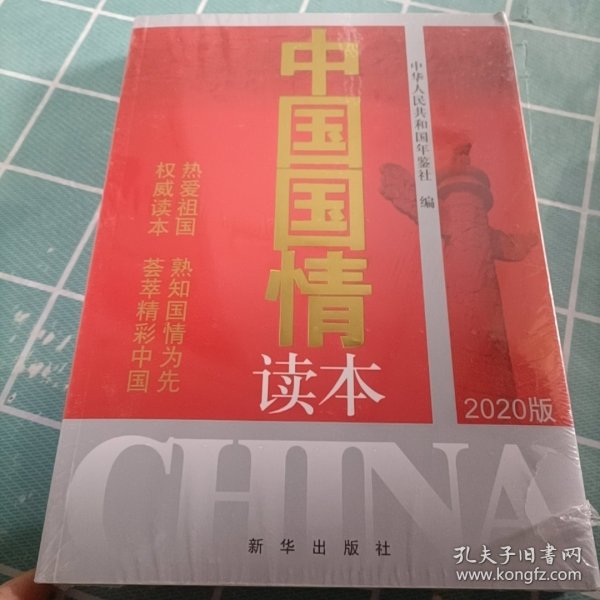 中国国情
读本
中华人民共和国年鉴社 编
热爱祖国
权威读本
熟知国情为先
荟萃精彩中国
2020版
CHINA
新华出版社
孔夫子旧书网
www.kongfz.com